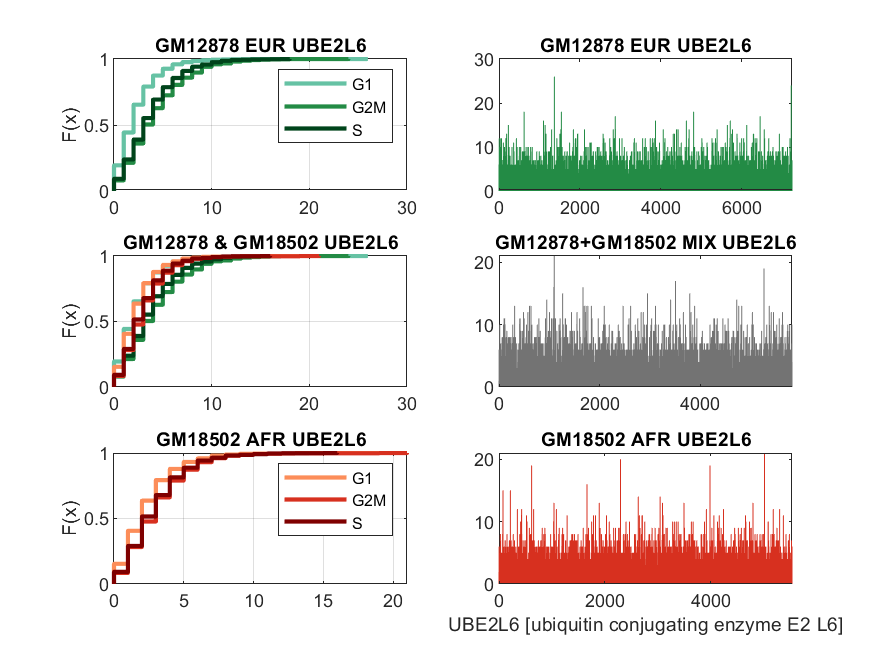 GM12878 EUR UBE2L6
1
0.5
0
F(x)
0 10 20 30
G1
G2M
S
GM12878 EUR UBE2L6
30
20
10
0
0 2000 4000 6000
GM12878 & GM18502 UBE2L6
1
0.5
0
F(x)
0 10 20 30
GM12878+GM18502 MIX UBE2L6
20
10
0
0 2000 4000
GM18502 AFR UBE2L6
1
0.5
0
F(x)
0 5 10 15 20
G1
G2M
S
GM18502 AFR UBE2L6
20
10
0
0 2000 4000
UBE2L6 [ubiquitin conjugating enzyme E2 L6]